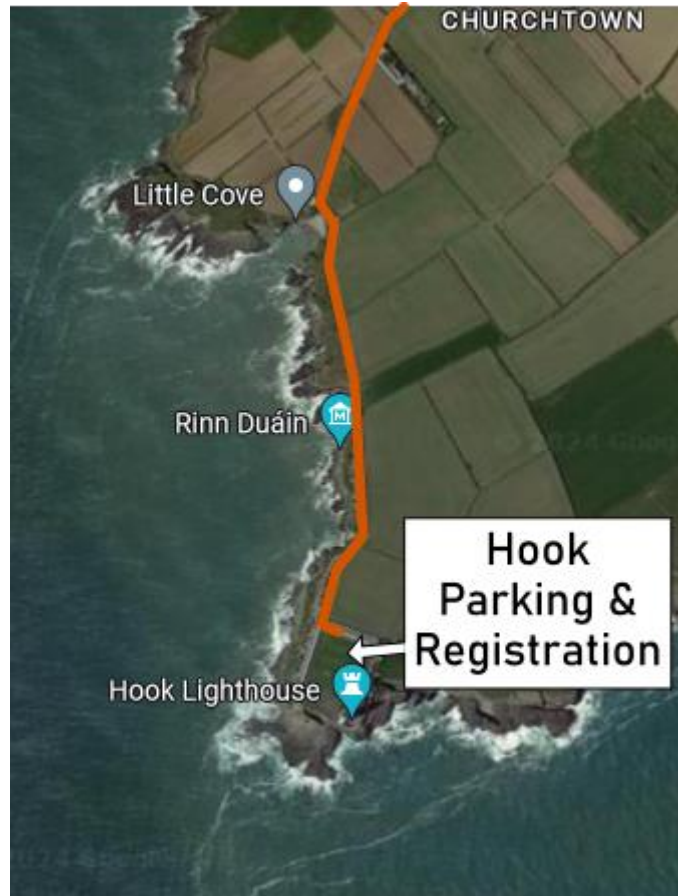 CHURCHTOWN
Little Cove
Rinn Duáin
Hook
Parking &
Registration
Hook Lighthouse